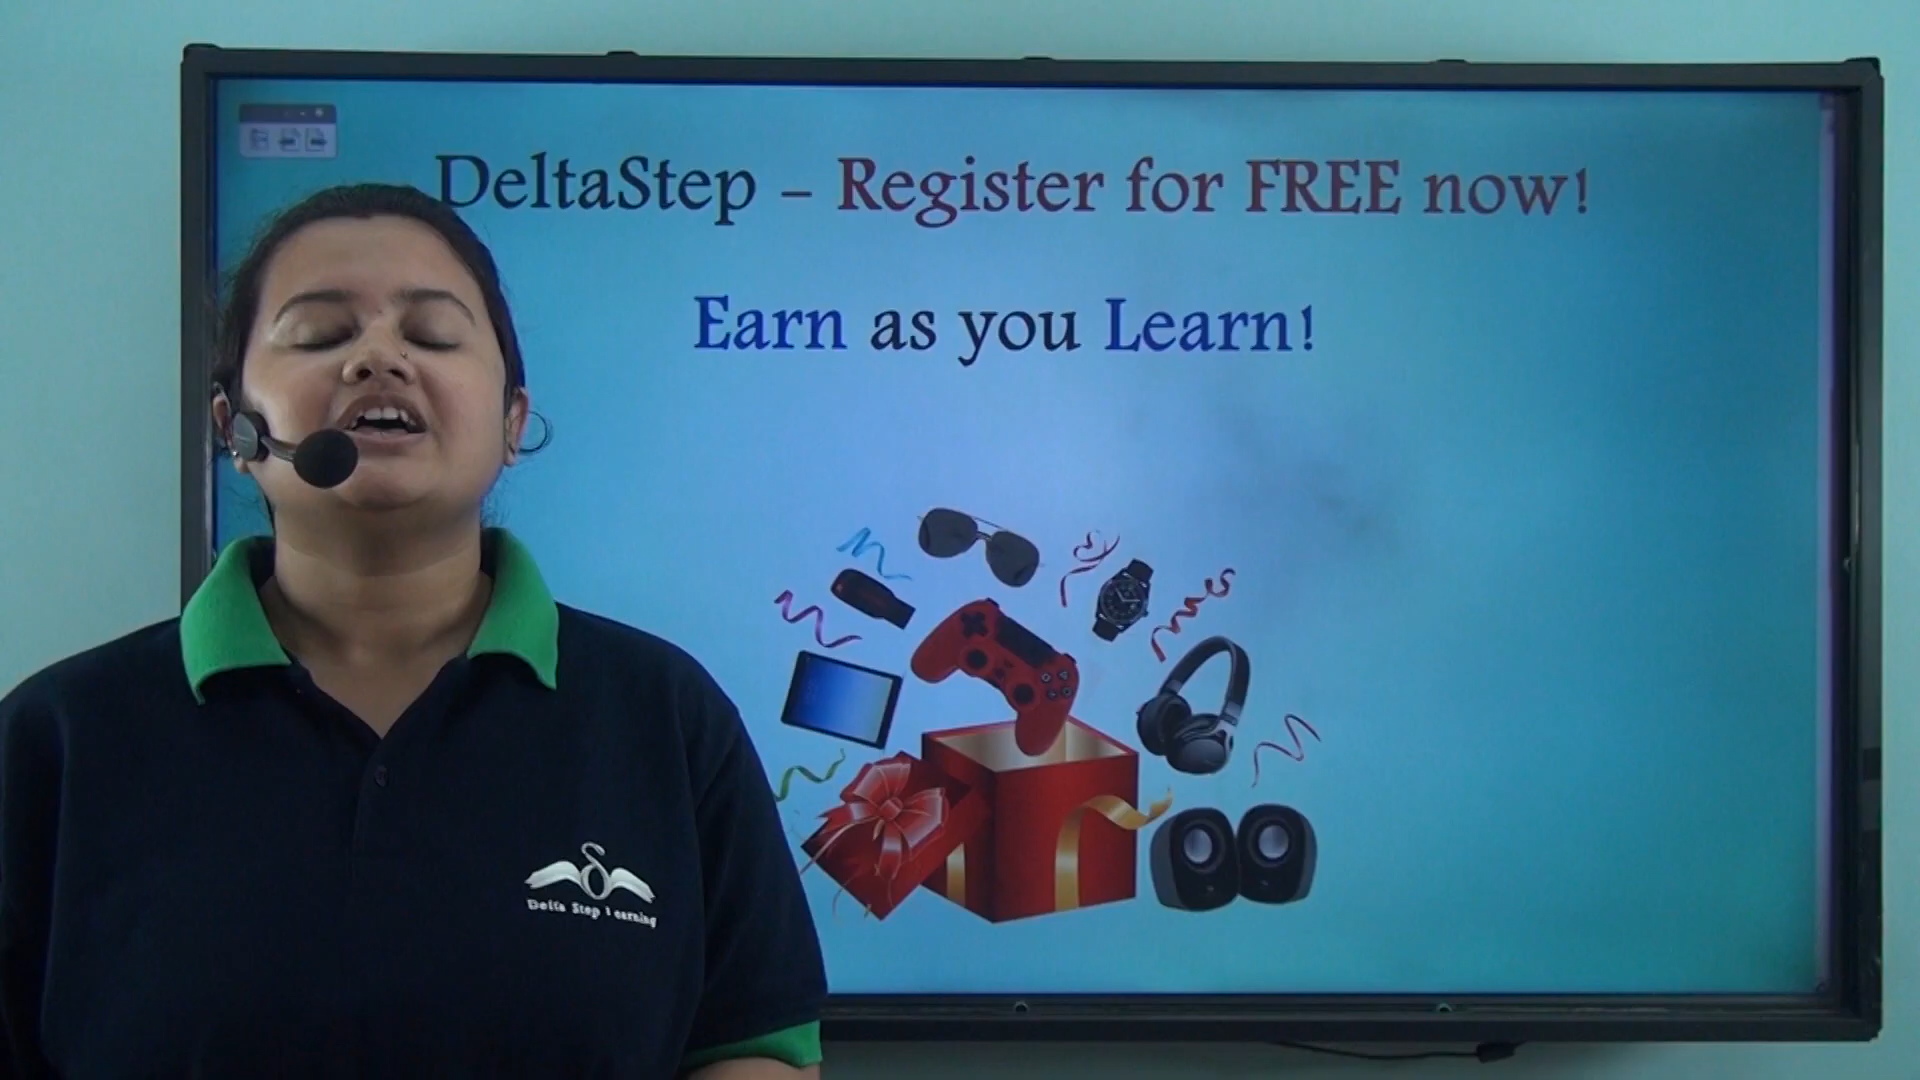 DeltaStep – Register for FREE now!
Earn as you Learn!
Delta Step Learning